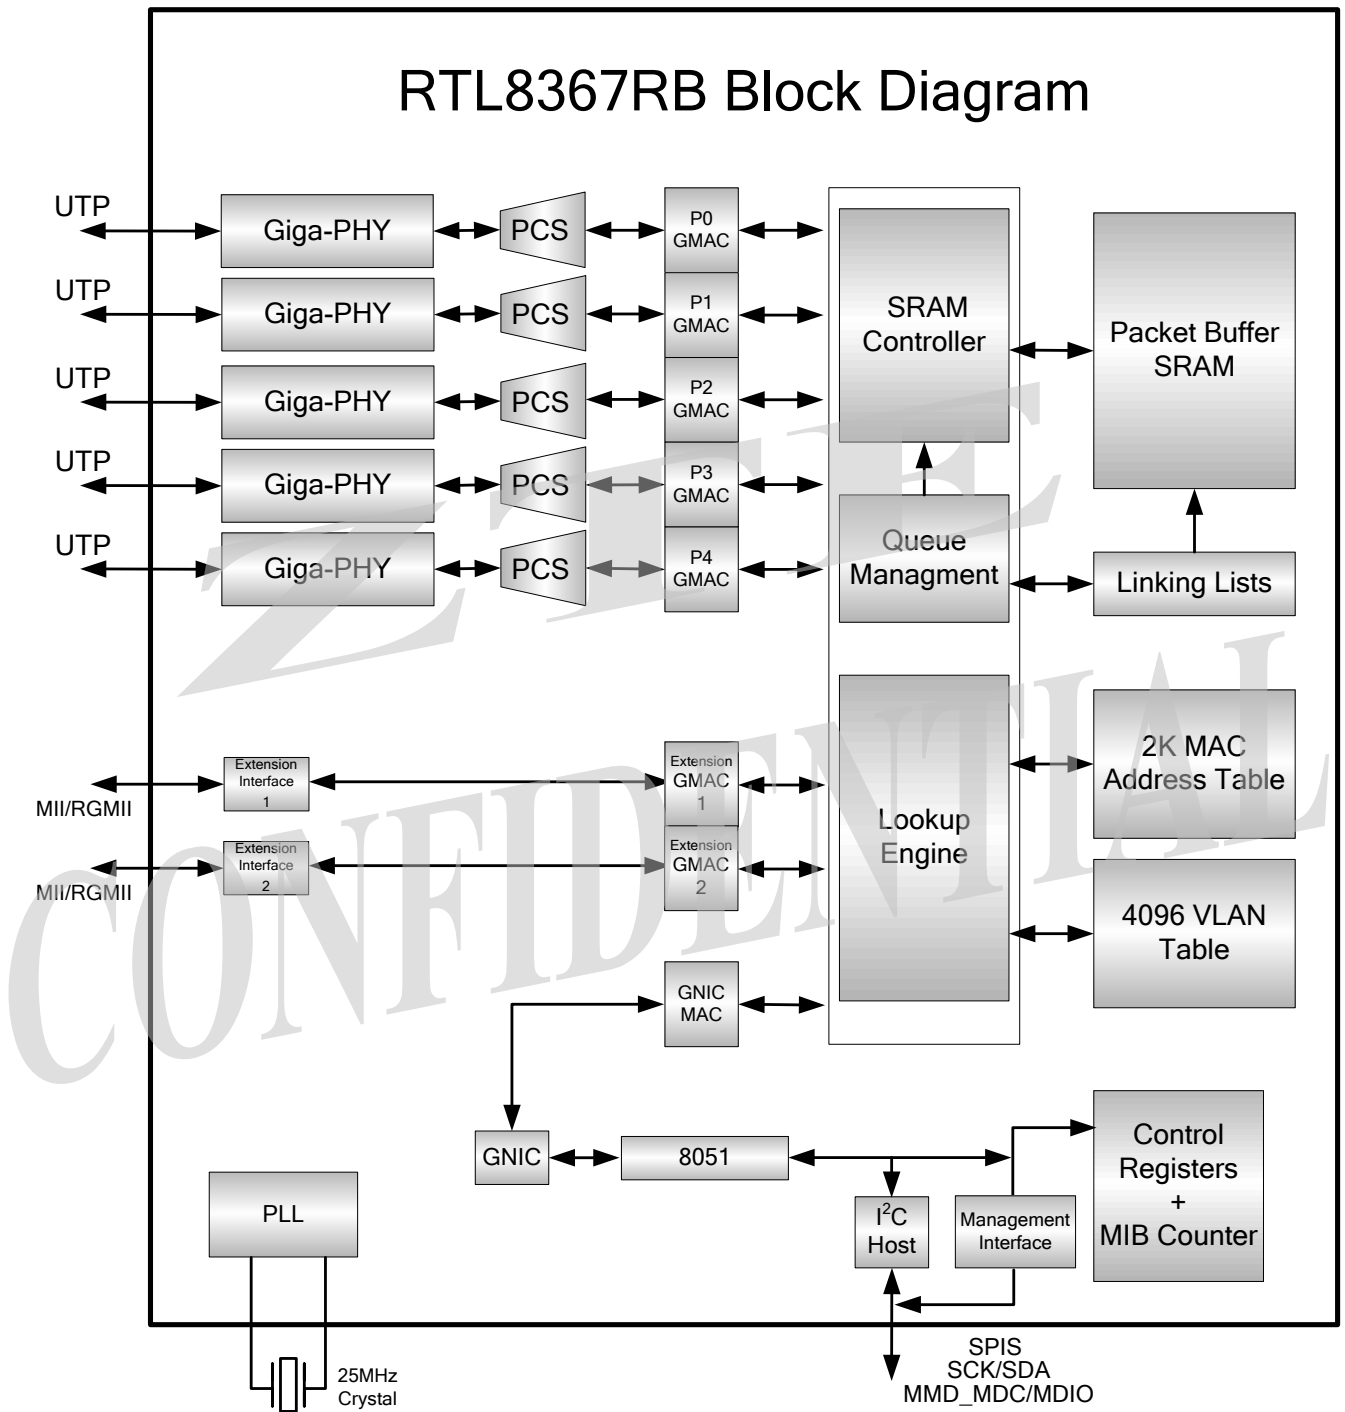 RTL8367RB Block Diagram
UTP
Giga-PHY
PCS
P0
GMAC
UTP
Giga-PHY
PCS
P1
GMAC
UTP
Giga-PHY
PCS
P2
GMAC
UTP
Giga-PHY
PCS
P3
GMAC
UTP
Giga-PHY
PCS
P4
GMAC
SRAM
Controller
Packet Buffer
SRAM
Queue
Managment
Linking Lists
MII/RGMII
Extension
Interface
1
Extension
GMAC
1
MII/RGMII
Extension
Interface
2
Extension
GMAC
2
Lookup
Engine
2K MAC
Address Table
4096 VLAN
Table
GNIC
MAC
GNIC
8051
I²C
Host
Management
Interface
Control
Registers
+
MIB Counter
PLL
25MHz
Crystal
SPIS
SCK/SDA
MMD_MDC/MDIO
ZTE
CONFIDENTIAL